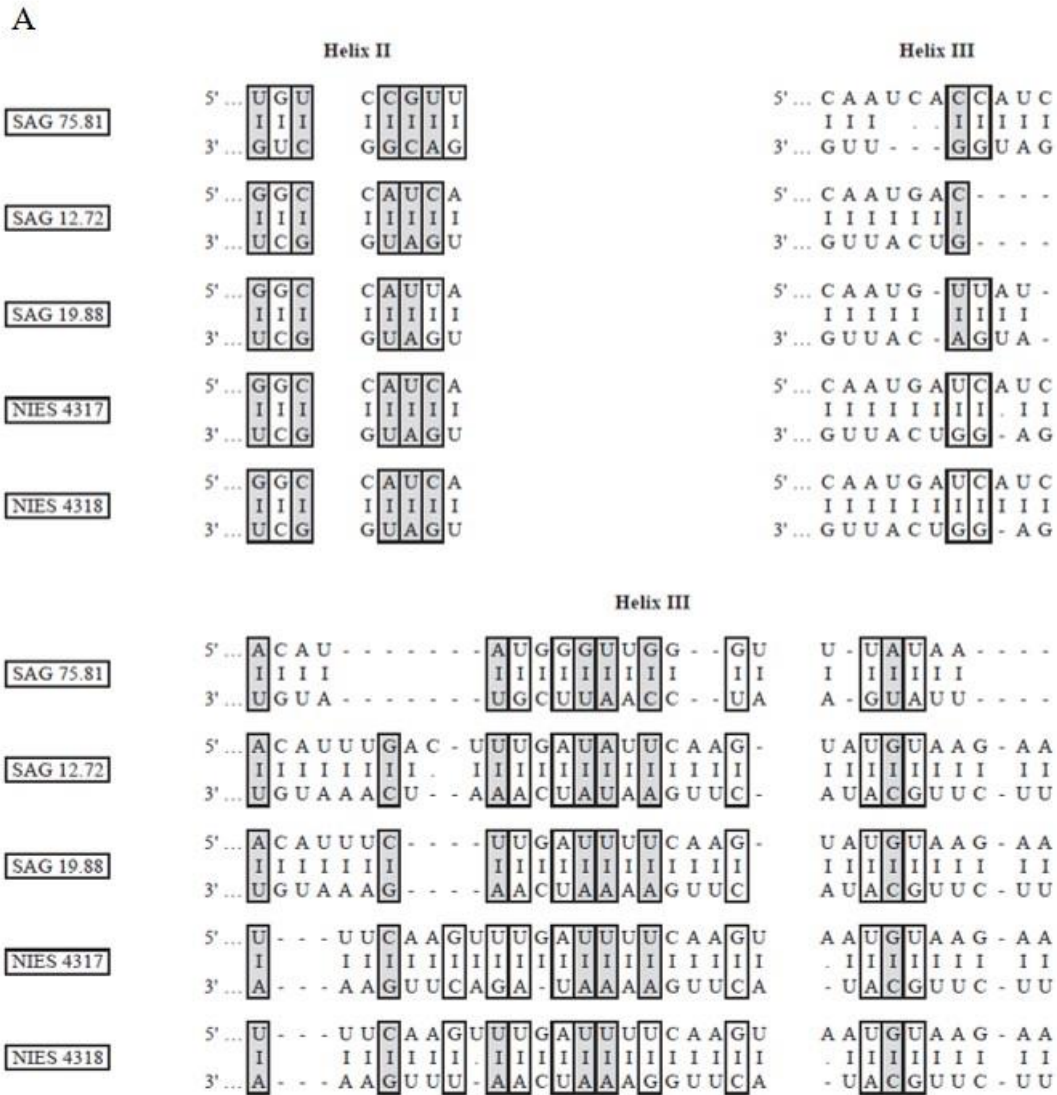 A
Helix II Helix III
5' ... U G U C C G U U 5' ... C A A U C A C C A U C
SAG 75.81 I I I I I I I I I I I . . I I I I I
3' ... G U C G G C A G 3' ... G U U - - - G G U A G
5' ... G G C C A U C A 5' ... C A A U G A C - - - -
SAG 12.72 I I I I I I I I I I I I I I I
3' ... U C G G U A G U 3' ... G U U A C U G - - - -
5' ... G G C C A U U A 5' ... C A A U G - U U A U -
SAG 19.88 I I I I I I I I I I I I I I I I I
3' ... U C G G U A G U 3' ... G U U A C - A G U A -
5' ... G G C C A U C A 5' ... C A A U G A U C A U C
NIES 4317 I I I I I I I I I I I I I I I I . I I
3' ... U C G G U A G U 3' ... G U U A C U G G - A G
5' ... G G C C A U C A 5' ... C A A U G A U C A U C
NIES 4318 I I I I I I I I I I I I I I I I I I I
3' ... U C G G U A G U 3' ... G U U A C U G G - A G
Helix III
5' ... A C A U - - - - - - - A U G G G U U G G - - G U U - U A U A A - - - -
SAG 75.81 I I I I I I I I I I I I I I I I I I I I I
3' ... U G U A - - - - - - - U G C U U A A C C - - U A A - G U A U U - - - -
5' ... A C A U U U G A C - U U U G A U A U U C A A G - U A U G U A A G - A A
SAG 12.72 I I I I I I I I . I I I I I I I I I I I I I I I I I I I I I I I
3' ... U G U A A A C U - - A A A C U A U A A G U U C - A U A C G U U C - U U
5' ... A C A U U U C - - - - U U G A U U U U C A A G - U A U G U A A G - A A
SAG 19.88 I I I I I I I I I I I I I I I I I I I I I I I I I I I I I
3' ... U G U A A A G - - - - A A C U A A A A G U U C A U A C G U U C - U U
5' ... U - - - U U C A A G U U U G A U U U U C A A G U A A U G U A A G - A A
NIES 4317 I I I I I I I I I I I I I I I I I I I I I . I I I I I I I I I
3' ... A - - - A A G U U C A G A - U A A A A G U U C A - U A C G U U C - U U
5' ... U - - - U U C A A G U U U G A U U U U C A A G U A A U G U A A G - A A
NIES 4318 I I I I I I I . I I I I I I I I I I I I I . I I I I I I I I I
3' ... A - - - A A G U U U - A A C U A A A G G U U C A - U A C G U U C - U U